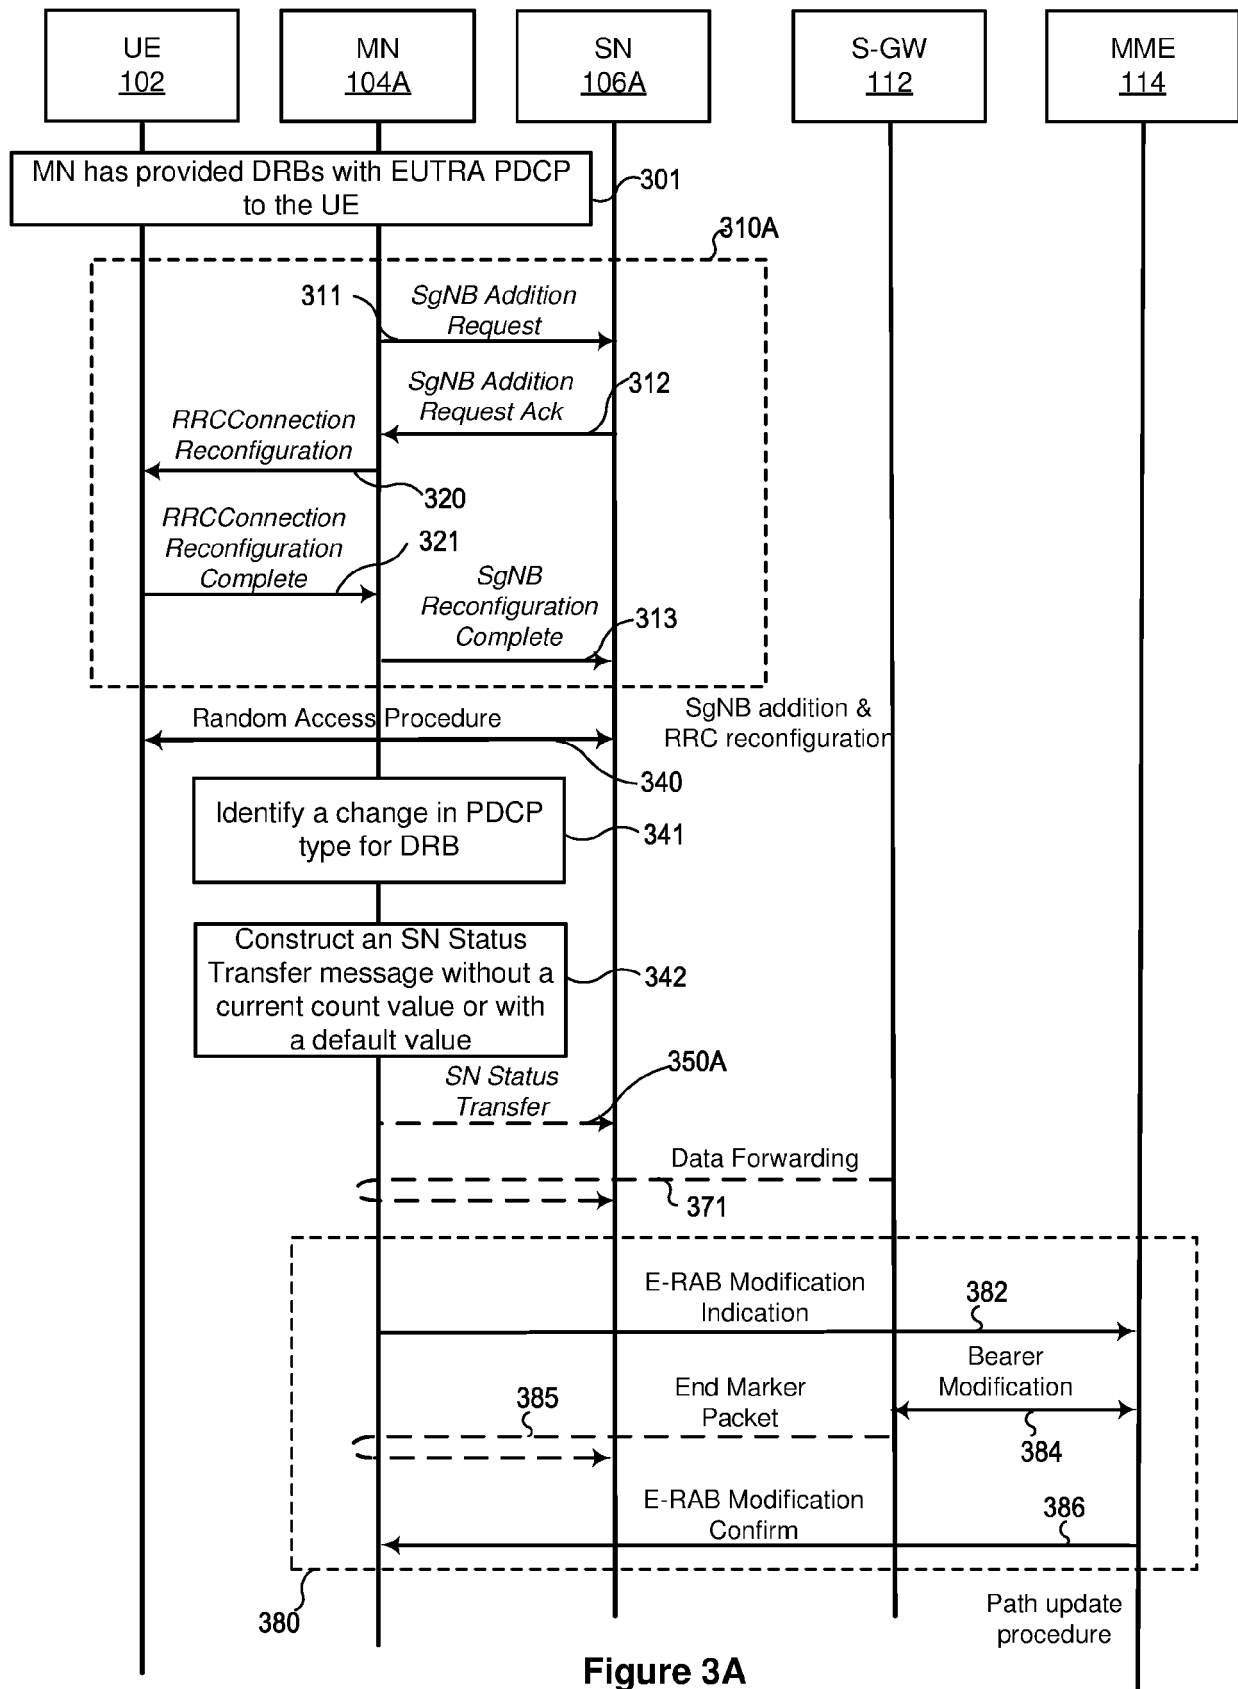 UE
102
MN
104A
SN
106A
S-GW
112
MME
114
MN has provided DRBs with EUTRA PDCP
to the UE
301
310A
311
SgNB Addition
Request
SgNB Addition
Request Ack
312
RRCConnection
Reconfiguration
320
RRCConnection
Reconfiguration
Complete
321
SgNB
Reconfiguration
Complete
313
Random Access Procedure
SgNB addition &
RRC reconfiguration
340
Identify a change in PDCP
type for DRB
341
Construct an SN Status
Transfer message without a
current count value or with
a default value
342
SN Status
Transfer
350A
Data Forwarding
371
E-RAB Modification
Indication
382
Bearer
Modification
384
End Marker
Packet
385
E-RAB Modification
Confirm
386
380
Path update
procedure
Figure 3A